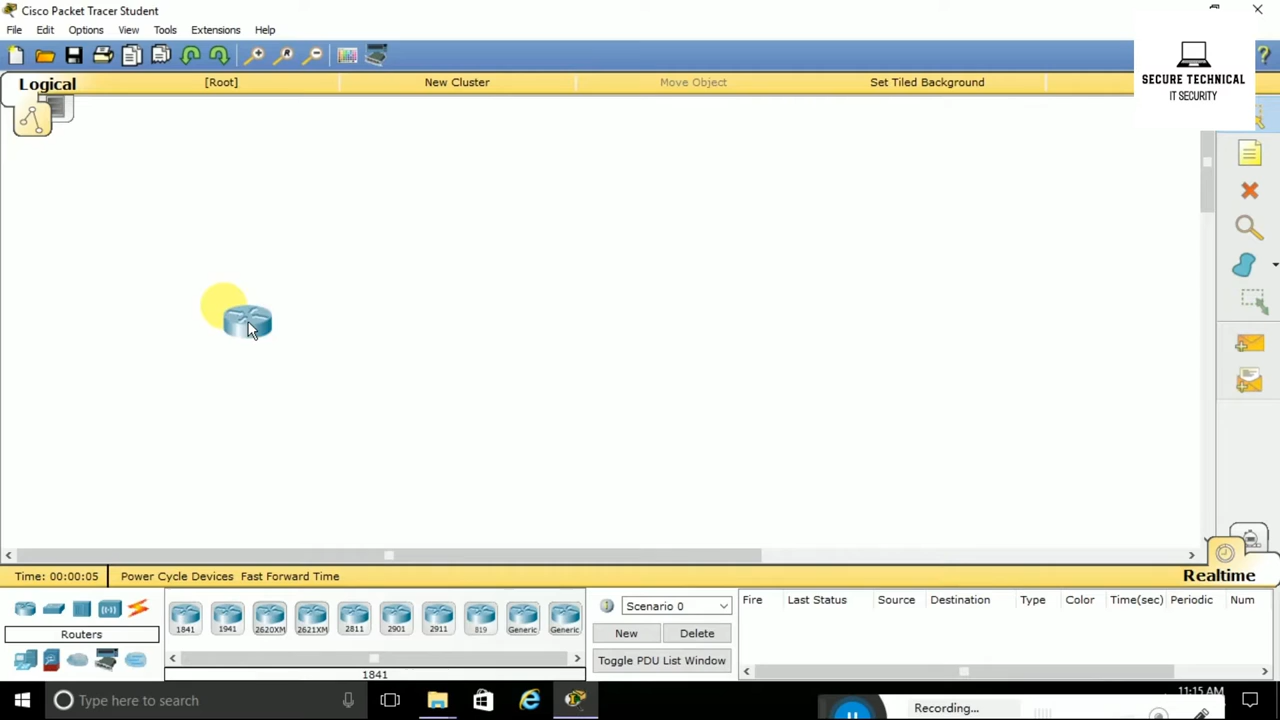 Cisco Packet Tracer Student
File Edit Options View Tools Extensions Help
Logical [Root] New Cluster Move Object Set Tiled Background
SECURE TECHNICAL
IT SECURITY
Time: 00:00:05 Power Cycle Devices Fast Forward Time
Realtime
Routers
1841 1941 2620XM 2621XM 2811 2901 2911 819 Generic Generic
1841
Scenario 0
New Delete
Toggle PDU List Window
Fire Last Status Source Destination Type Color Time(sec) Periodic Num
Type here to search
Recording...
11:15 AM